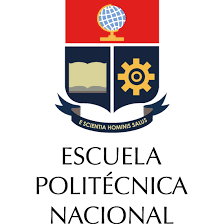 E SCIENTIA HOMINIS SALUS
ESCUELA
POLITÉCNICA
NACIONAL